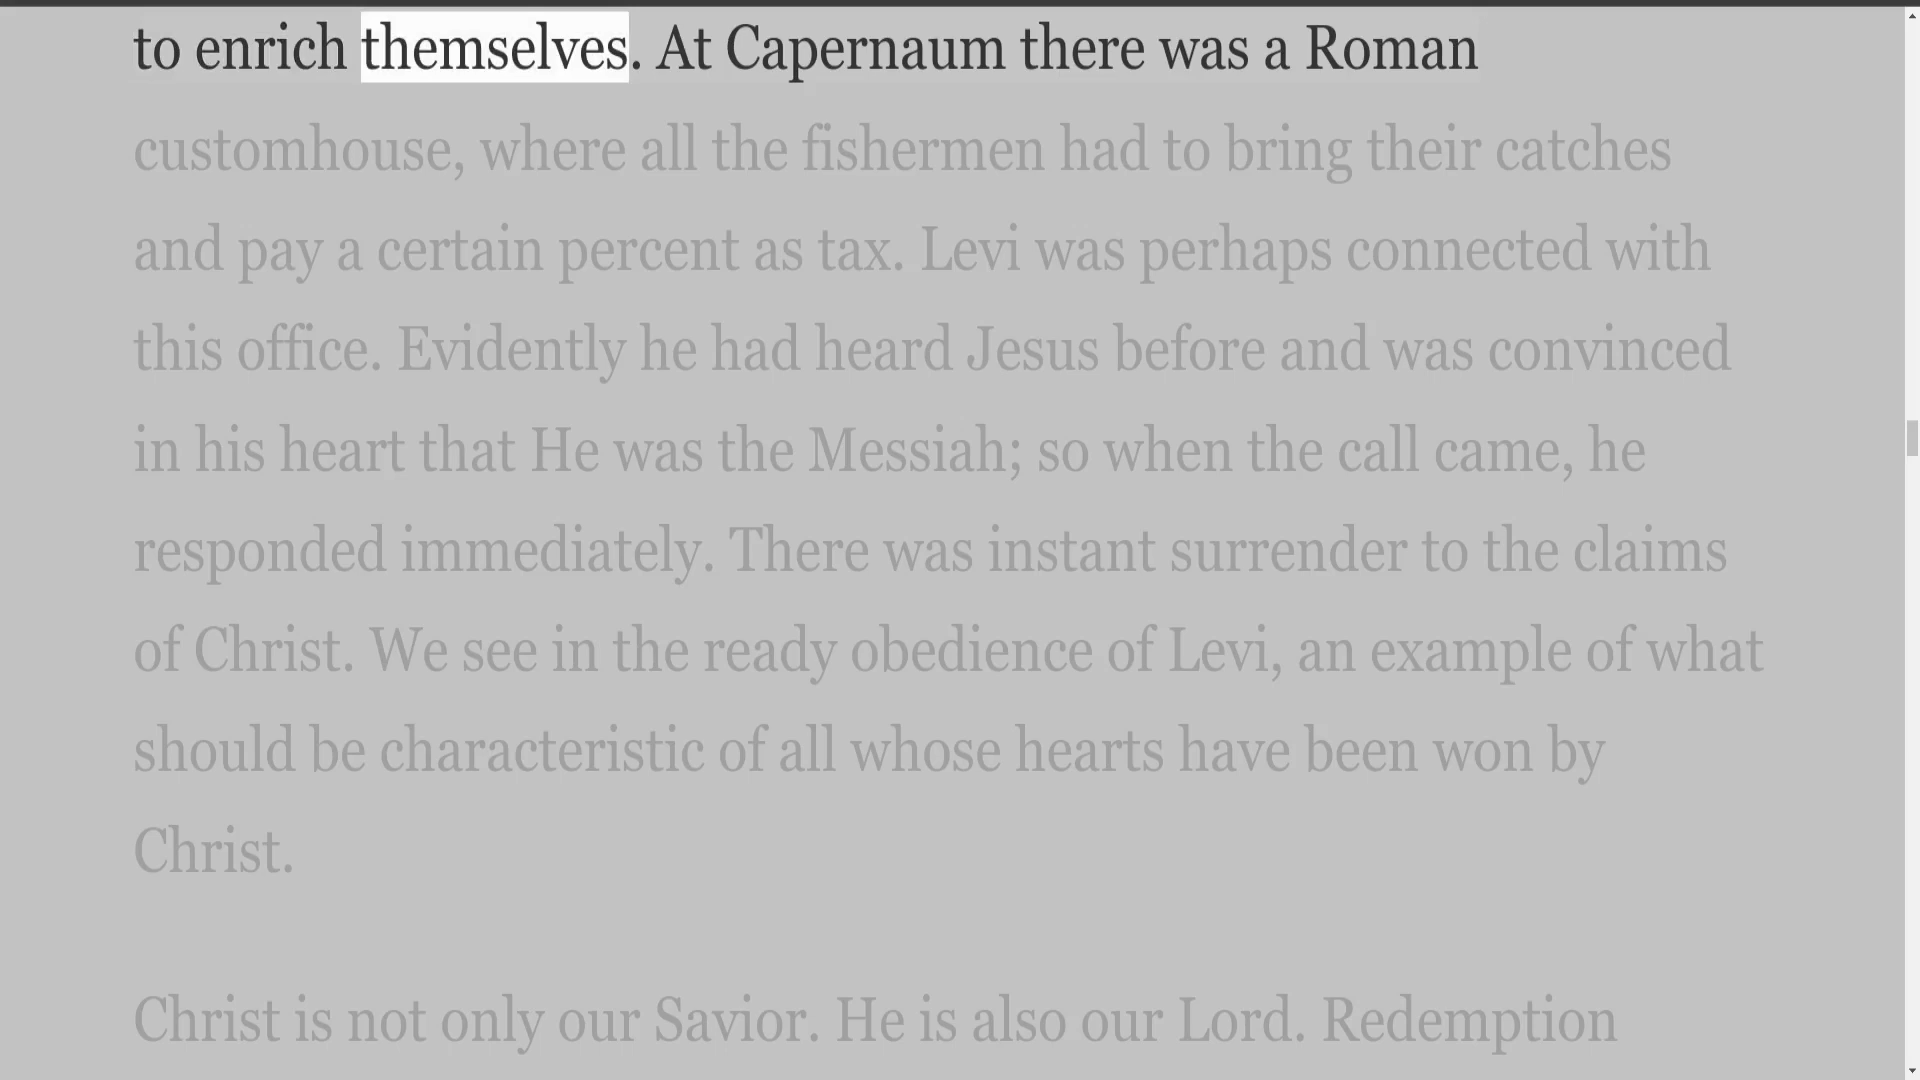 to enrich themselves. At Capernaum there was a Roman
customhouse, where all the fishermen had to bring their catches
and pay a certain percent as tax. Levi was perhaps connected with
this office. Evidently he had heard Jesus before and was convinced
in his heart that He was the Messiah; so when the call came, he
responded immediately. There was instant surrender to the claims
of Christ. We see in the ready obedience of Levi, an example of what
should be characteristic of all whose hearts have been won by
Christ.
Christ is not only our Savior. He is also our Lord. Redemption